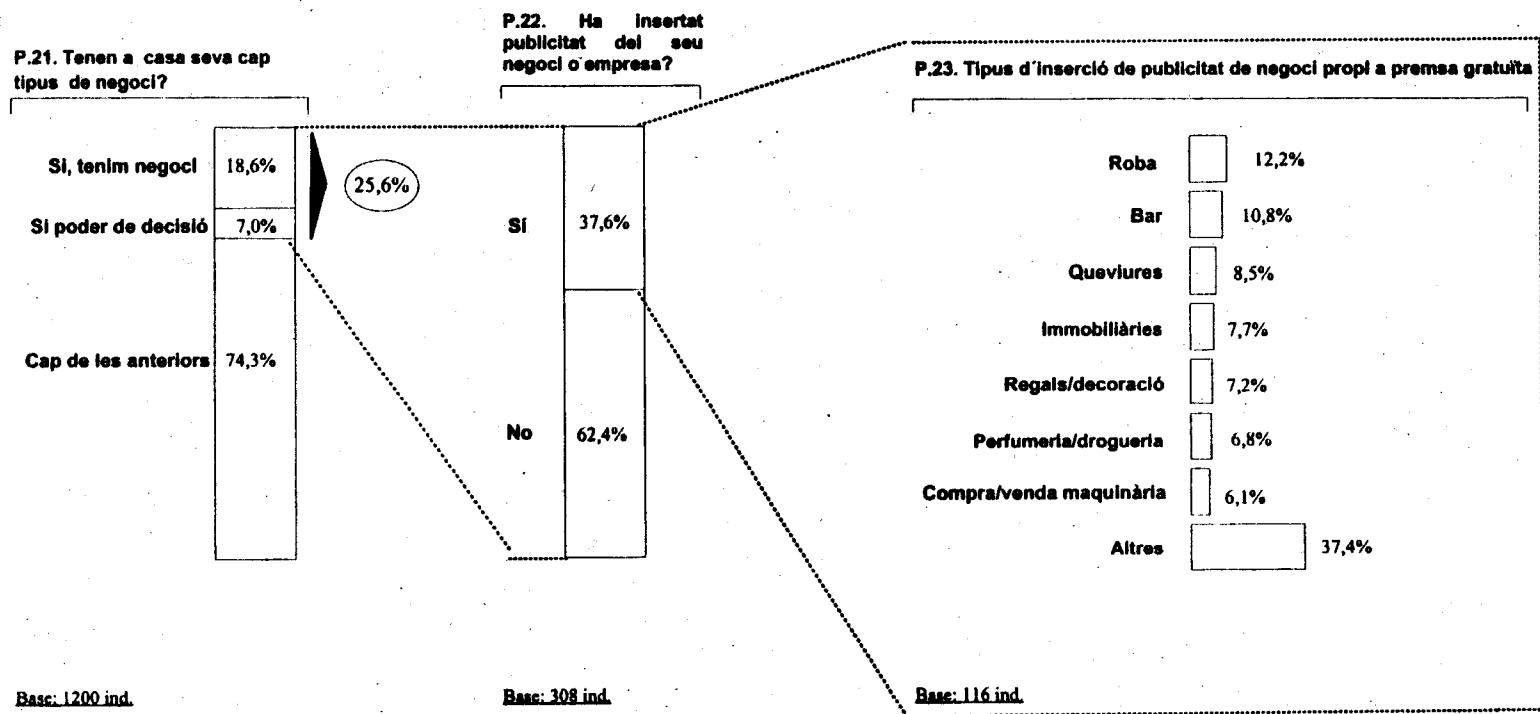 P.21. Tenen a casa seva cap
tipus de negoci?
Si, tenim negoci 18,6%
Si poder de decisió 7,0%
25,6%
Cap de les anteriors 74,3%
Base: 1200 ind.
P.22. Ha insertat
publicitat del seu
negoci o empresa?
Sí 37,6%
No 62,4%
Base: 308 ind.
P.23. Tipus d´inserció de publicitat de negoci propi a premsa gratuïta
Roba 12,2%
Bar 10,8%
Queviures 8,5%
Immobiliàries 7,7%
Regals/decoració 7,2%
Perfumeria/drogueria 6,8%
Compra/venda maquinària 6,1%
Altres 37,4%
Base: 116 ind.